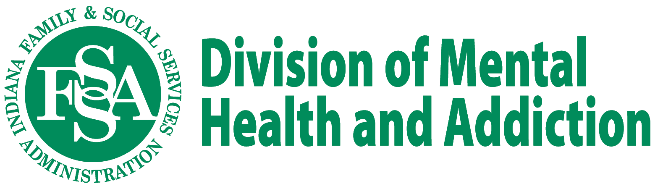 INDIANA FAMILY & SOCIAL SERVICES
ADMINISTRATION
FSSA
Division of Mental
Health and Addiction